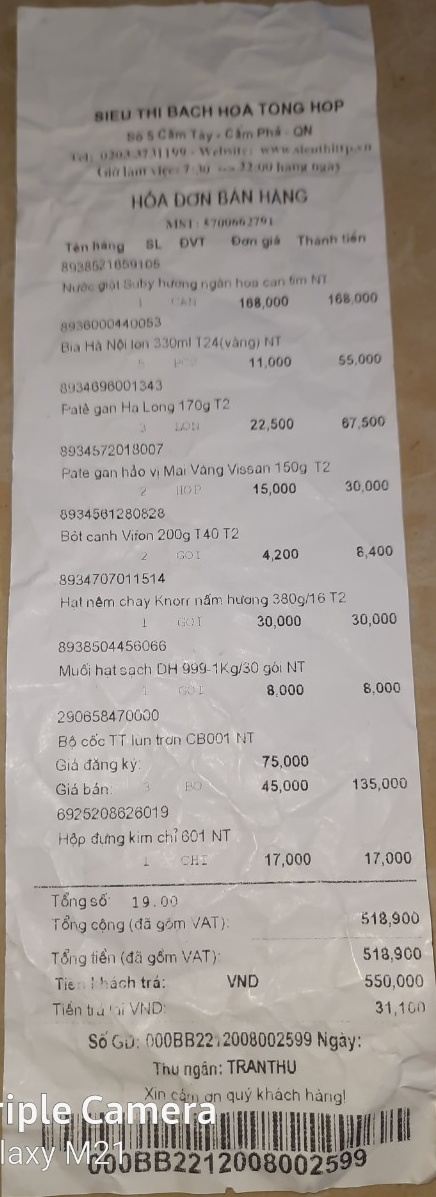 SIEU THI BACH HOA TONG HOP
Số 5 Cẩm Tây - Cẩm Phả - QN
Tel: 0203.3731199 - Website: www.sieuthitth.vn
Giờ làm việc: 7:30 --> 22:00 hàng ngày
HÓA ĐƠN BÁN HÀNG
MST: 5700662791
Tên hàng SL ĐVT Đơn giá Thành tiền
8938521659105
Nước giặt Suby hương ngàn hoa can tím NT
1 CAN 168,000 168,000
8936000440053
Bia Hà Nội lon 330ml T24(vàng) NT
5 11,000 55,000
8934696001343
Patê gan Ha Long 170g T2
3 LON 22,500 67,500
8934572018007
Pate gan hảo vị Mai Vàng Vissan 150g T2
2 HOP 15,000 30,000
8934561280828
Bột canh Vifon 200g T40 T2
2 GOI 4,200 8,400
8934707011514
Hạt nêm chay Knorr nấm hương 380g/16 T2
1 GOI 30,000 30,000
8938504456066
Muối hạt sạch DH 999-1Kg/30 gói NT
1 GOI 8,000 8,000
290658470000
Bộ cốc TT lùn trơn CB001 NT
Giá đăng ký: 75,000
Giá bán: 3 BO 45,000 135,000
6925208626019
Hộp đựng kim chỉ 601 NT
1 CHI 17,000 17,000
Tổng số: 19.00
Tổng cộng (đã gồm VAT): 518,900
Tổng tiền (đã gồm VAT): 518,900
Tiền khách trả: VND 550,000
Tiền trả lại VND: 31,100
Số GD: 000BB2212008002599 Ngày:
Thu ngân: TRANTHU
Xin cảm ơn quý khách hàng!
riple Camera
laxy M21
000BB2212008002599